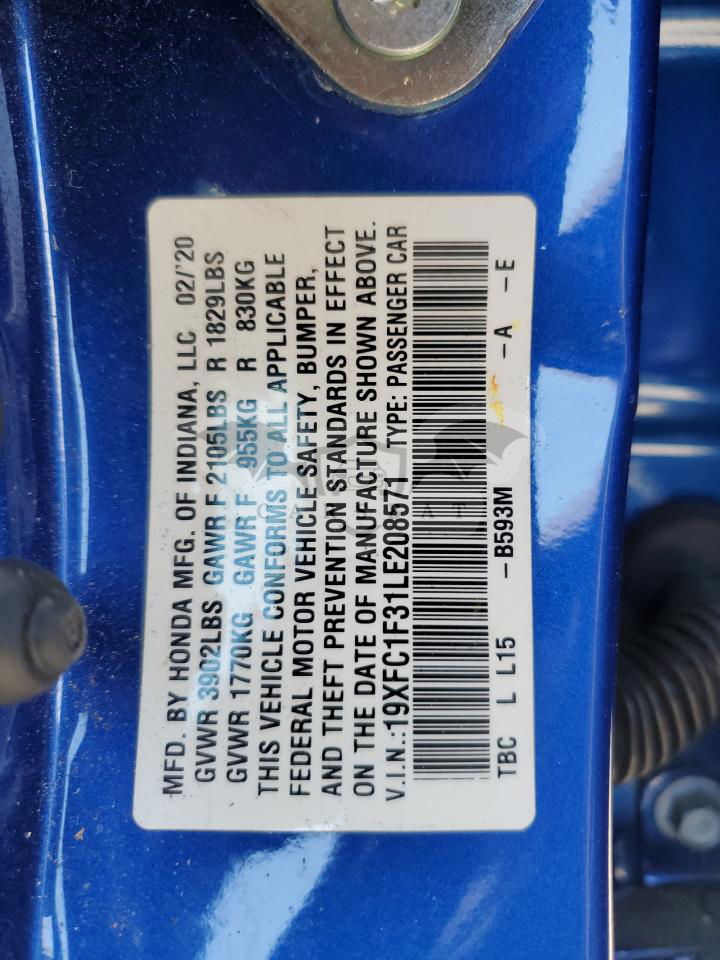 MFD. BY HONDA MFG. OF INDIANA, LLC 02/'20
GVWR 3902LBS GAWR F 2105LBS R 1829LBS
GVWR 1770KG GAWR F 955KG R 830KG
THIS VEHICLE CONFORMS TO ALL APPLICABLE
FEDERAL MOTOR VEHICLE SAFETY, BUMPER,
AND THEFT PREVENTION STANDARDS IN EFFECT
ON THE DATE OF MANUFACTURE SHOWN ABOVE.
V.I.N.:19XFC1F31LE208571 TYPE: PASSENGER CAR
TBC L L15 -B593M -A -E